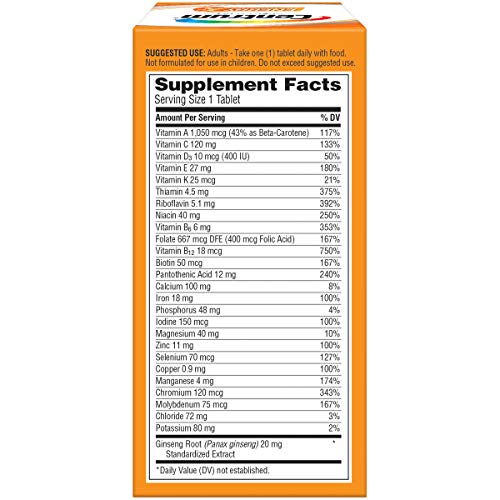 Centrum
SUGGESTED USE: Adults - Take one (1) tablet daily with food.
Not formulated for use in children. Do not exceed suggested use.
Supplement Facts
Serving Size 1 Tablet
Amount Per Serving % DV
Vitamin A 1,050 mcg (43% as Beta-Carotene) 117%
Vitamin C 120 mg 133%
Vitamin D3 10 mcg (400 IU) 50%
Vitamin E 27 mg 180%
Vitamin K 25 mcg 21%
Thiamin 4.5 mg 375%
Riboflavin 5.1 mg 392%
Niacin 40 mg 250%
Vitamin B6 6 mg 353%
Folate 667 mcg DFE (400 mcg Folic Acid) 167%
Vitamin B12 18 mcg 750%
Biotin 50 mcg 167%
Pantothenic Acid 12 mg 240%
Calcium 100 mg 8%
Iron 18 mg 100%
Phosphorus 48 mg 4%
Iodine 150 mcg 100%
Magnesium 40 mg 10%
Zinc 11 mg 100%
Selenium 70 mcg 127%
Copper 0.9 mg 100%
Manganese 4 mg 174%
Chromium 120 mcg 343%
Molybdenum 75 mcg 167%
Chloride 72 mg 3%
Potassium 80 mg 2%
Ginseng Root (Panax ginseng) 20 mg *
Standardized Extract
*Daily Value (DV) not established.